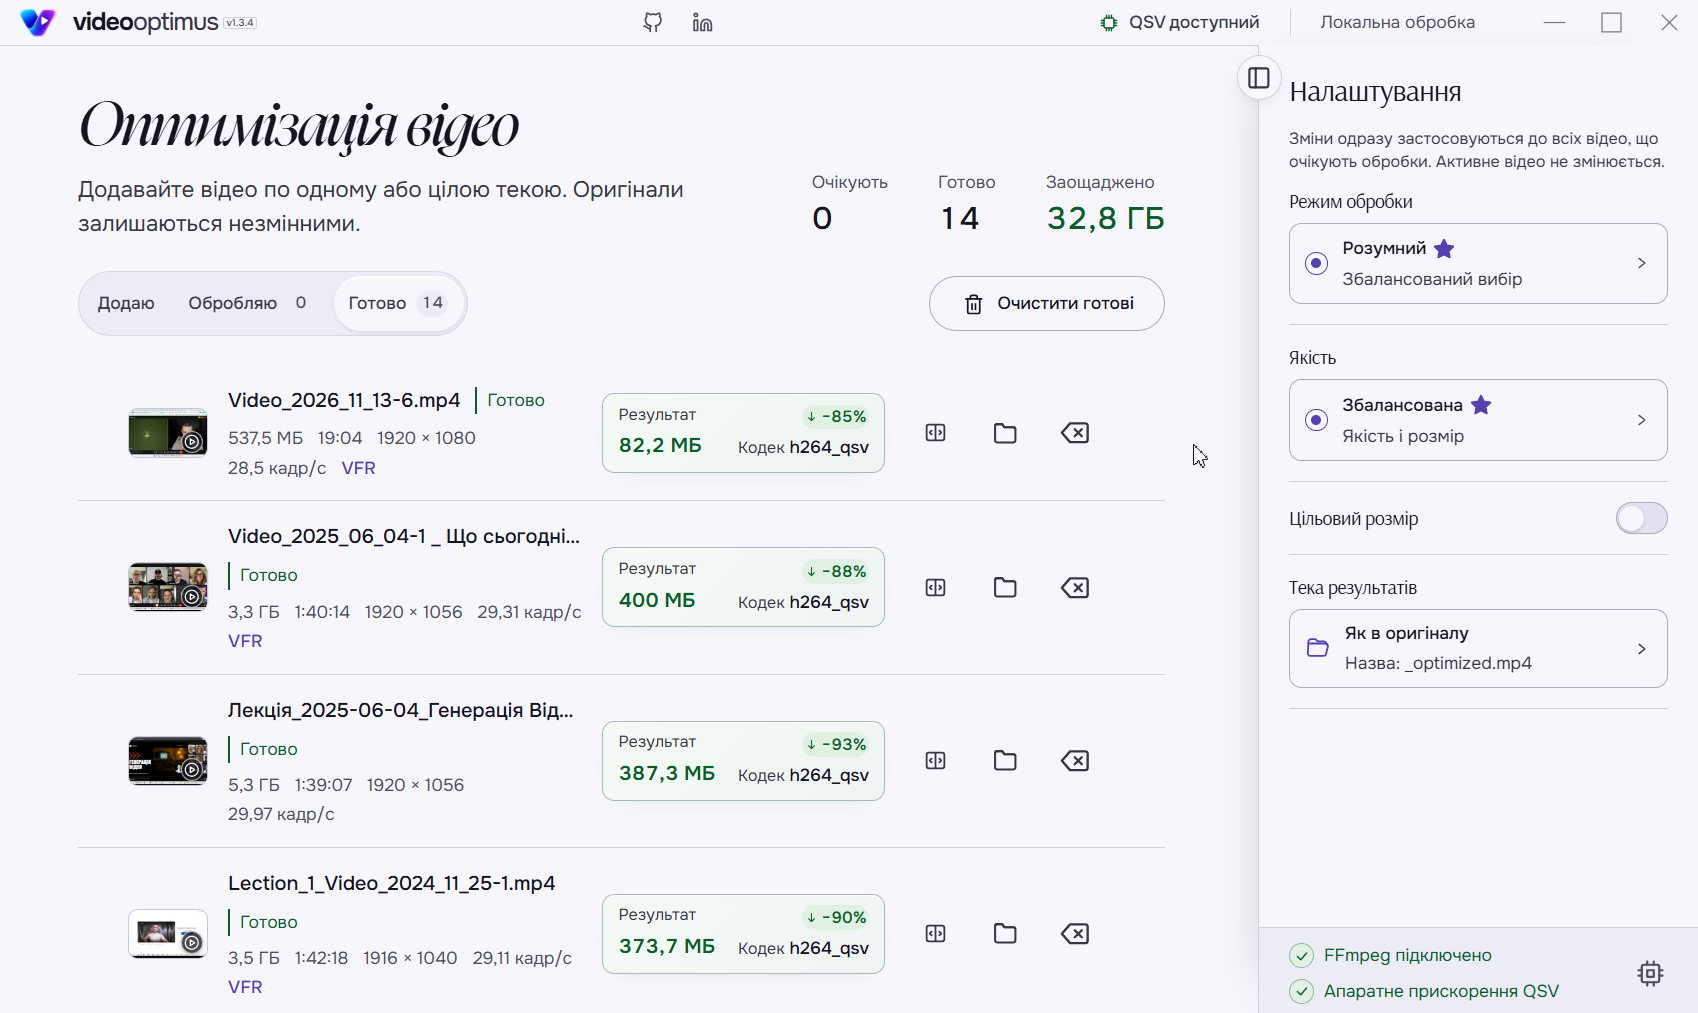 videooptimus v1.3.4
QSV доступний
Локальна обробка
Оптимізація відео
Додавайте відео по одному або цілою текою. Оригінали
залишаються незмінними.
Очікують
0
Готово
14
Заощаджено
32,8 ГБ
Додаю
Обробляю 0
Готово 14
Очистити готові
Video_2026_11_13-6.mp4 Готово
537,5 МБ 19:04 1920 × 1080
28,5 кадр/с VFR
Результат ↓ -85%
82,2 МБ Кодек h264_qsv
Video_2025_06_04-1 _ Що сьогодні...
Готово
3,3 ГБ 1:40:14 1920 × 1056 29,31 кадр/с
VFR
Результат ↓ -88%
400 МБ Кодек h264_qsv
Лекція_2025-06-04_Генерація Від...
Готово
5,3 ГБ 1:39:07 1920 × 1056
29,97 кадр/с
Результат ↓ -93%
387,3 МБ Кодек h264_qsv
Lection_1_Video_2024_11_25-1.mp4
Готово
3,5 ГБ 1:42:18 1916 × 1040 29,11 кадр/с
VFR
Результат ↓ -90%
373,7 МБ Кодек h264_qsv
Налаштування
Зміни одразу застосовуються до всіх відео, що
очікують обробки. Активне відео не змінюється.
Режим обробки
Розумний
Збалансований вибір
Якість
Збалансована
Якість і розмір
Цільовий розмір
Тека результатів
Як в оригіналу
Назва: _optimized.mp4
FFmpeg підключено
Апаратне прискорення QSV